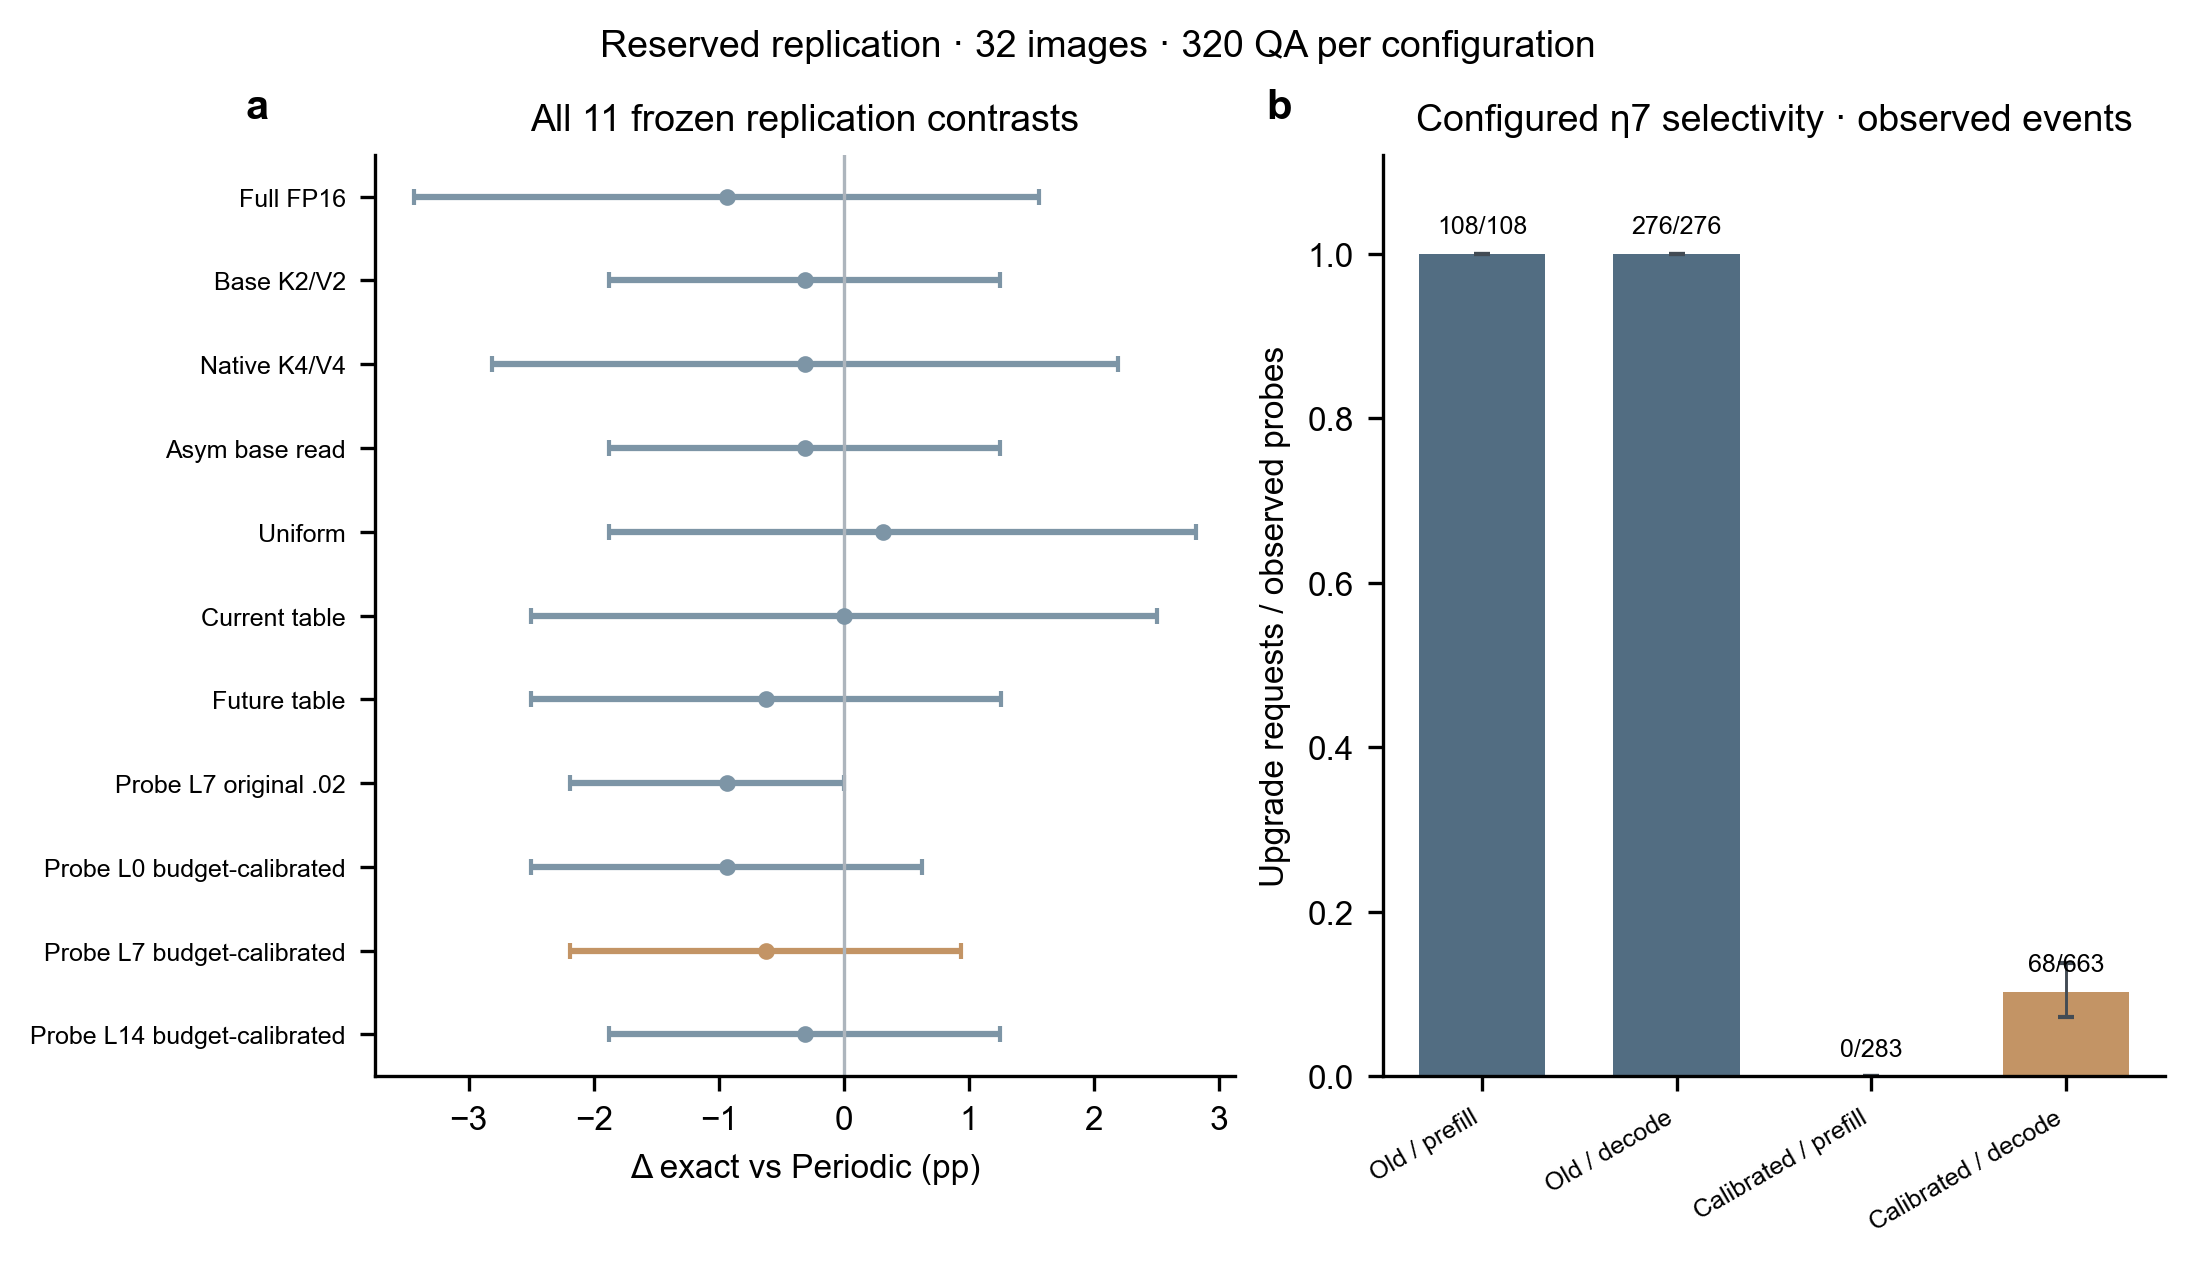 Reserved replication · 32 images · 320 QA per configuration
a
All 11 frozen replication contrasts
Full FP16
Base K2/V2
Native K4/V4
Asym base read
Uniform
Current table
Future table
Probe L7 original .02
Probe L0 budget-calibrated
Probe L7 budget-calibrated
Probe L14 budget-calibrated
−3 −2 −1 0 1 2 3
Δ exact vs Periodic (pp)
b
Configured η7 selectivity · observed events
Upgrade requests / observed probes
1.0
0.8
0.6
0.4
0.2
0.0
108/108
276/276
0/283
68/663
Old / prefill
Old / decode
Calibrated / prefill
Calibrated / decode